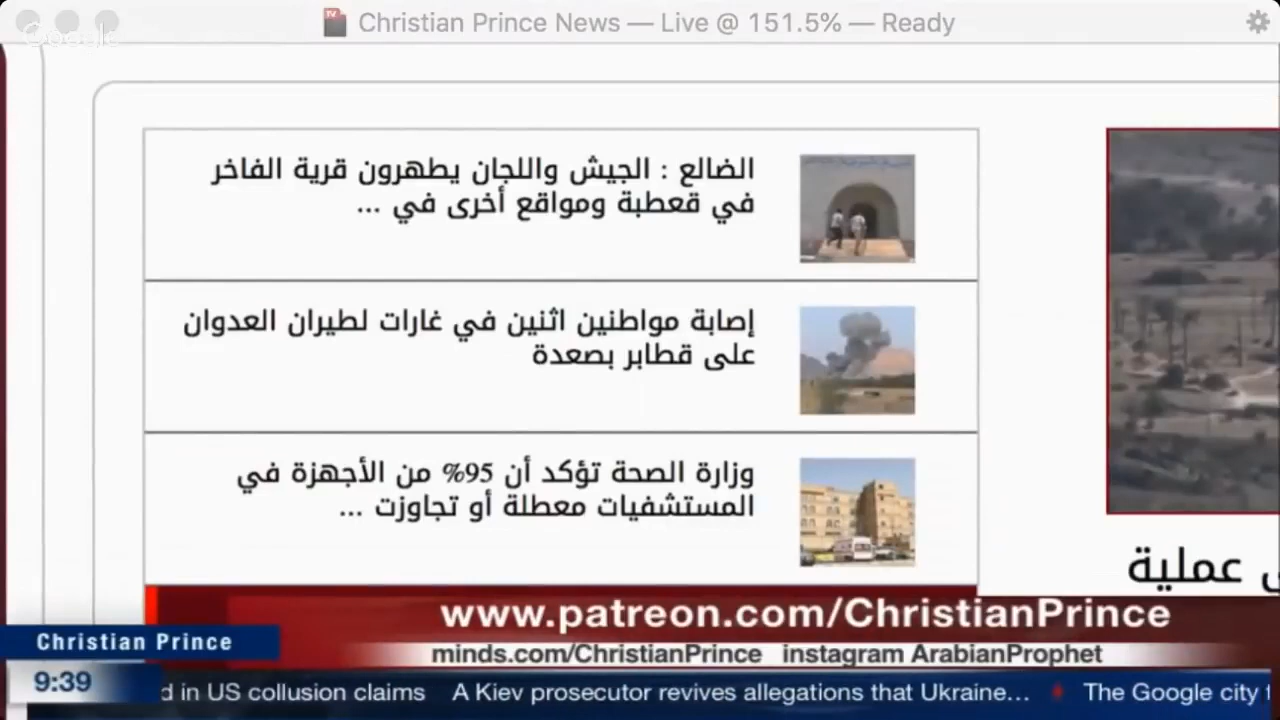 Christian Prince News — Live @ 151.5% — Ready
Google
الضالع : الجيش واللجان يطهرون قرية الفاخر
في قعطبة ومواقع أخرى في ...
إصابة مواطنين اثنين في غارات لطيران العدوان
على قطابر بصعدة
وزارة الصحة تؤكد أن 95% من الأجهزة في
المستشفيات معطلة أو تجاوزت ...
عملية
www.patreon.com/ChristianPrince
minds.com/ChristianPrince instagram ArabianProphet
Christian Prince
9:39
d in US collusion claims A Kiev prosecutor revives allegations that Ukraine... The Google city